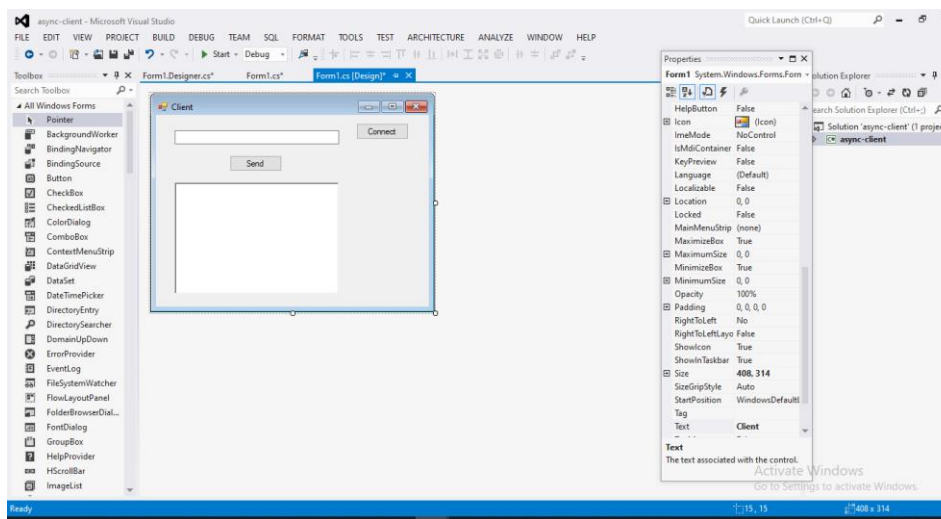 async-client - Microsoft Visual Studio
Quick Launch (Ctrl+Q)
FILE EDIT VIEW PROJECT BUILD DEBUG TEAM SQL FORMAT TOOLS TEST ARCHITECTURE ANALYZE WINDOW HELP
Start - Debug
Toolbox
Search Toolbox
All Windows Forms
Pointer
BackgroundWorker
BindingNavigator
BindingSource
Button
CheckBox
CheckedListBox
ColorDialog
ComboBox
ContextMenuStrip
DataGridView
DataSet
DateTimePicker
DirectoryEntry
DirectorySearcher
DomainUpDown
ErrorProvider
EventLog
FileSystemWatcher
FlowLayoutPanel
FolderBrowserDial...
FontDialog
GroupBox
HelpProvider
HScrollBar
ImageList
Form1.Designer.cs*
Form1.cs*
Form1.cs [Design]*
Client
Connect
Send
Properties
Form1 System.Windows.Forms.Form
HelpButton False
Icon (Icon)
ImeMode NoControl
IsMdiContainer False
KeyPreview False
Language (Default)
Localizable False
Location 0, 0
Locked False
MainMenuStrip (none)
MaximizeBox True
MaximumSize 0, 0
MinimizeBox True
MinimumSize 0, 0
Opacity 100%
Padding 0, 0, 0, 0
RightToLeft No
RightToLeftLayo False
ShowIcon True
ShowInTaskbar True
Size 408, 314
SizeGripStyle Auto
StartPosition WindowsDefaultL
Tag
Text Client
Text
The text associated with the control.
olution Explorer
earch Solution Explorer (Ctrl+;)
Solution 'async-client' (1 proje
async-client
Activate Windows
Go to Settings to activate Windows.
Ready
15, 15
408 x 314